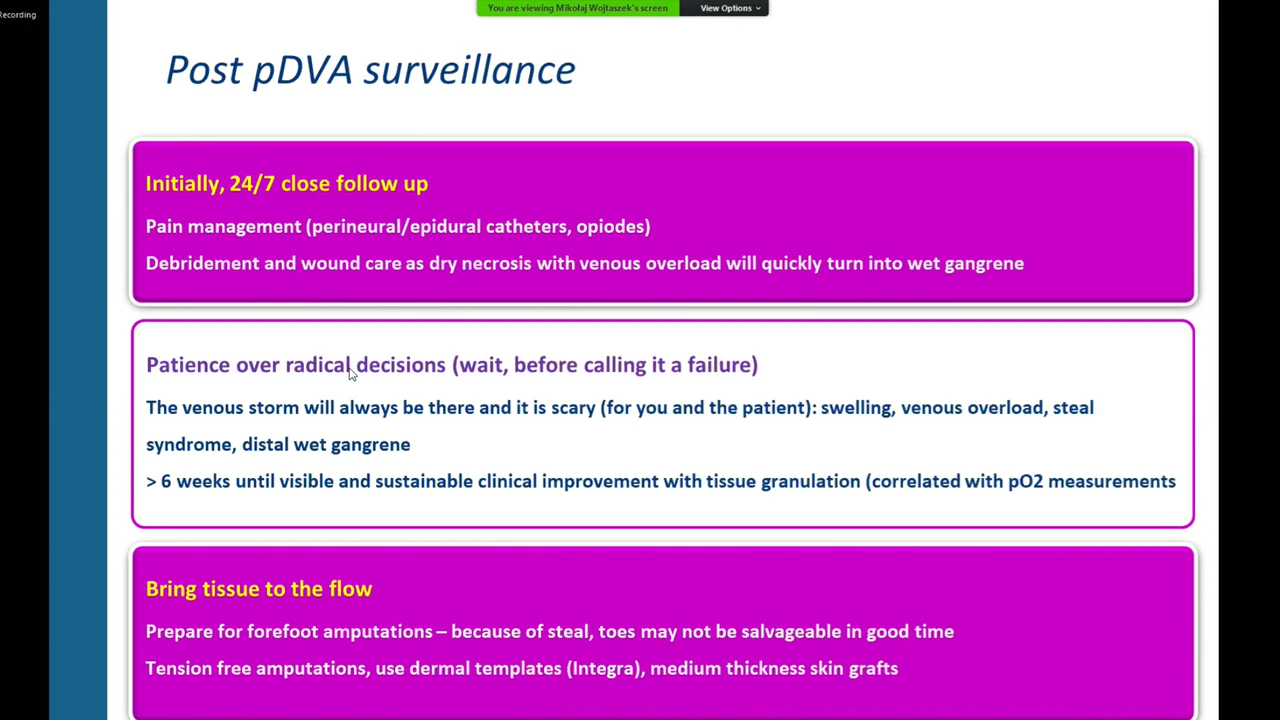 Recording
You are viewing Mikołaj Wojtaszek's screen
View Options
Post pDVA surveillance
Initially, 24/7 close follow up
Pain management (perineural/epidural catheters, opiodes)
Debridement and wound care as dry necrosis with venous overload will quickly turn into wet gangrene
Patience over radical decisions (wait, before calling it a failure)
The venous storm will always be there and it is scary (for you and the patient): swelling, venous overload, steal
syndrome, distal wet gangrene
> 6 weeks until visible and sustainable clinical improvement with tissue granulation (correlated with pO2 measurements
Bring tissue to the flow
Prepare for forefoot amputations – because of steal, toes may not be salvageable in good time
Tension free amputations, use dermal templates (Integra), medium thickness skin grafts